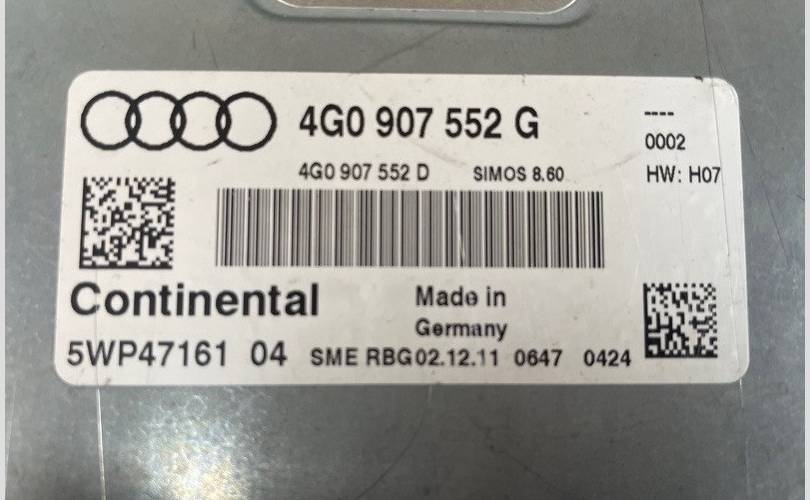 4G0 907 552 G
----
0002
4G0 907 552 D SIMOS 8.60
HW: H07
Continental
Made in
Germany
5WP47161 04 SME RBG02.12.11 0647 0424